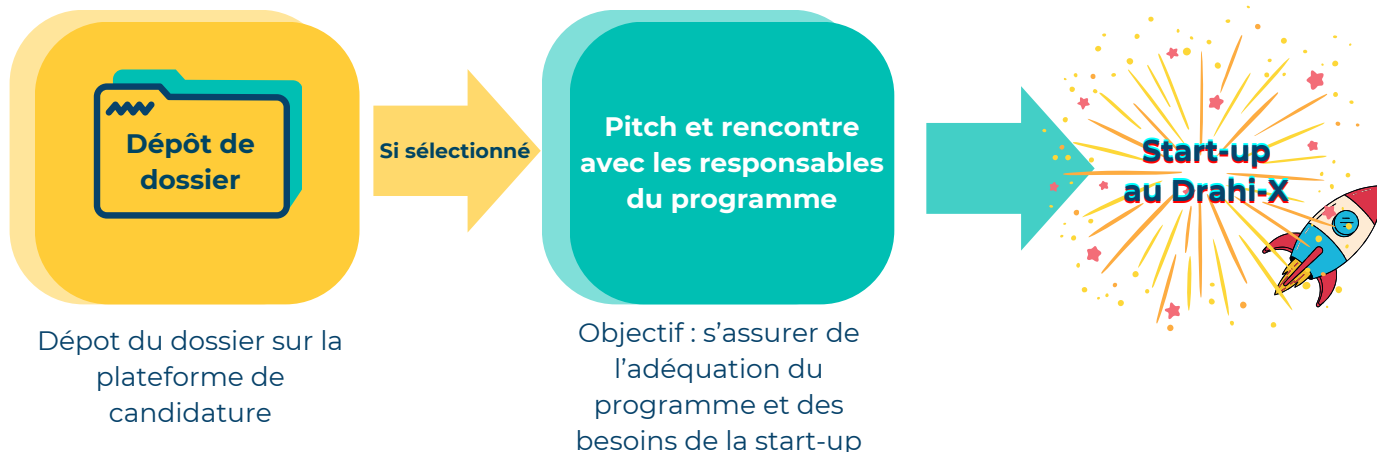 Dépôt de
dossier
Si sélectionné
Pitch et rencontre
avec les responsables
du programme
Start-up
au Drahi-X
Dépot du dossier sur la
plateforme de
candidature
Objectif : s’assurer de
l’adéquation du
programme et des
besoins de la start-up